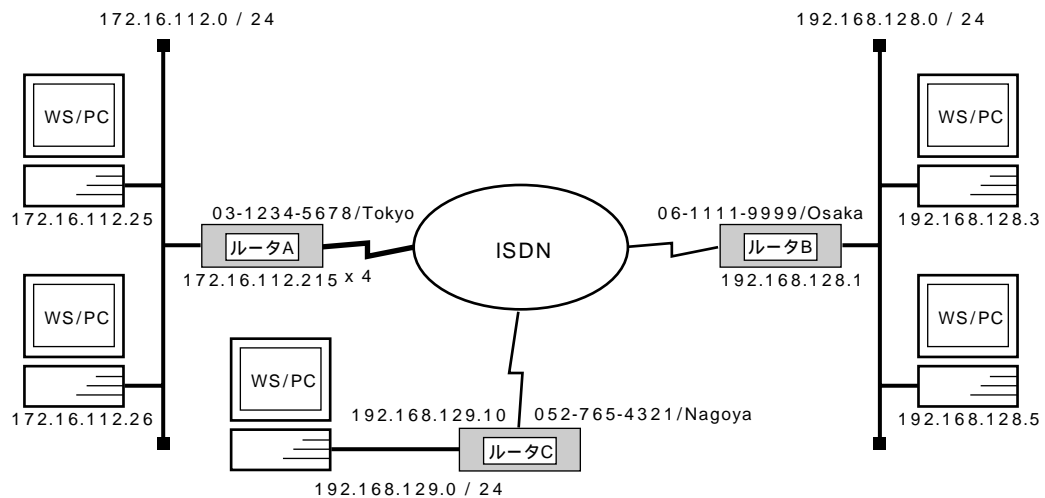 172.16.112.0 / 24
192.168.128.0 / 24
WS/PC
WS/PC
172.16.112.25
192.168.128.3
03-1234-5678/Tokyo
06-1111-9999/Osaka
ルータA
ISDN
ルータB
172.16.112.215 x 4
192.168.128.1
WS/PC
WS/PC
WS/PC
172.16.112.26
192.168.128.5
192.168.129.10
052-765-4321/Nagoya
ルータC
192.168.129.0 / 24